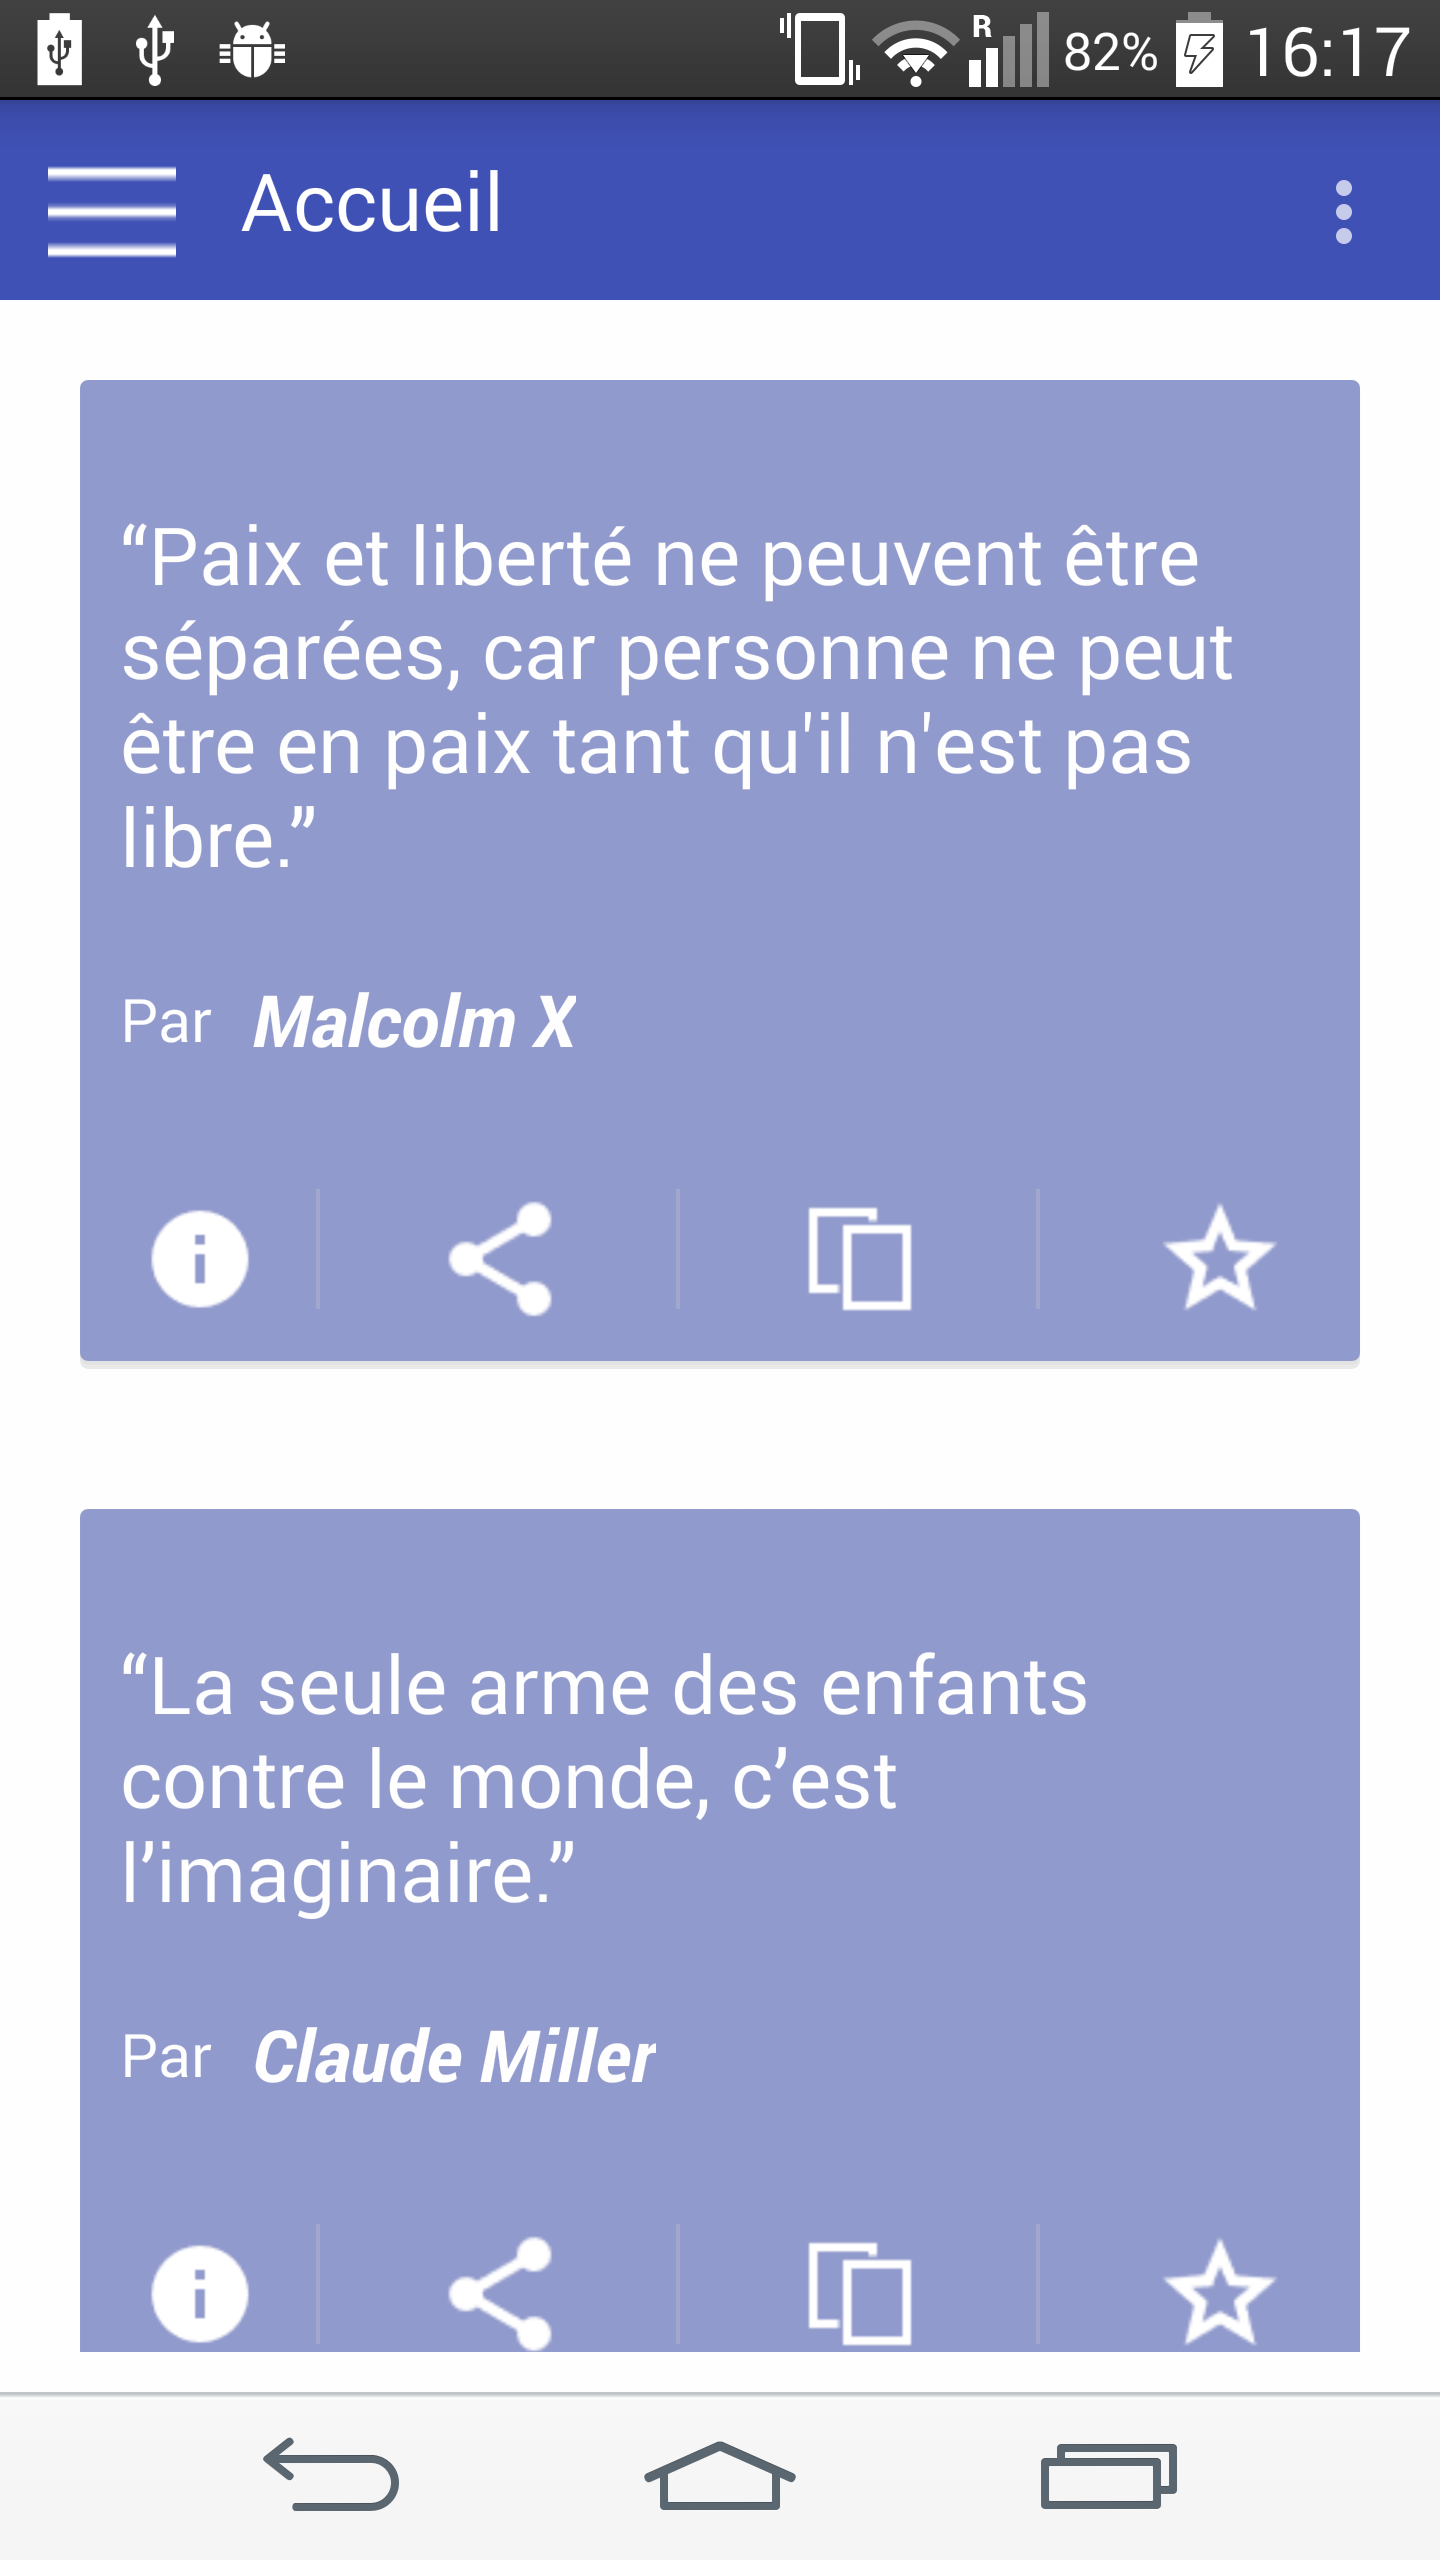 R 82% 16:17
Accueil
“Paix et liberté ne peuvent être
séparées, car personne ne peut
être en paix tant qu'il n'est pas
libre.”
Par Malcolm X
“La seule arme des enfants
contre le monde, c’est
l’imaginaire.”
Par Claude Miller